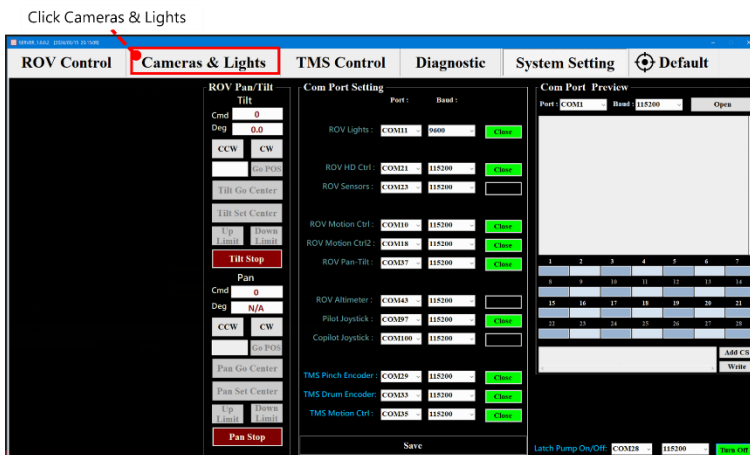 Click Cameras & Lights
SERVER_1.0.0.2
ROV Control Cameras & Lights TMS Control Diagnostic System Setting Default
ROV Pan/Tilt
Tilt
Cmd 0
Deg 0.0
CCW CW
Go POS
Tilt Go Center
Tilt Set Center
Up Limit Down Limit
Tilt Stop
Pan
Cmd 0
Deg N/A
CCW CW
Go POS
Pan Go Center
Pan Set Center
Up Limit Down Limit
Pan Stop
Com Port Setting
Port : Baud :
ROV Lights : COM11 9600 Close
ROV HD Ctrl : COM21 115200 Close
ROV Sensors : COM23 115200
ROV Motion Ctrl : COM10 115200 Close
ROV Motion Ctrl2 : COM18 115200 Close
ROV Pan-Tilt : COM37 115200 Close
ROV Altimeter : COM43 115200
Pilot Joystick : COM97 115200 Close
Copilot Joystick : COM100 115200
TMS Pinch Encoder : COM29 115200 Close
TMS Drum Encoder: COM33 115200 Close
TMS Motion Ctrl : COM35 115200 Close
Save
Com Port Preview
Port : COM1 Baud : 115200 Open
1 2 3 4 5 6 7
8 9 10 11 12 13 14
15 16 17 18 19 20 21
22 23 24 25 26 27 28
Add CS
Write
Latch Pump On/Off: COM28 115200 Turn Off